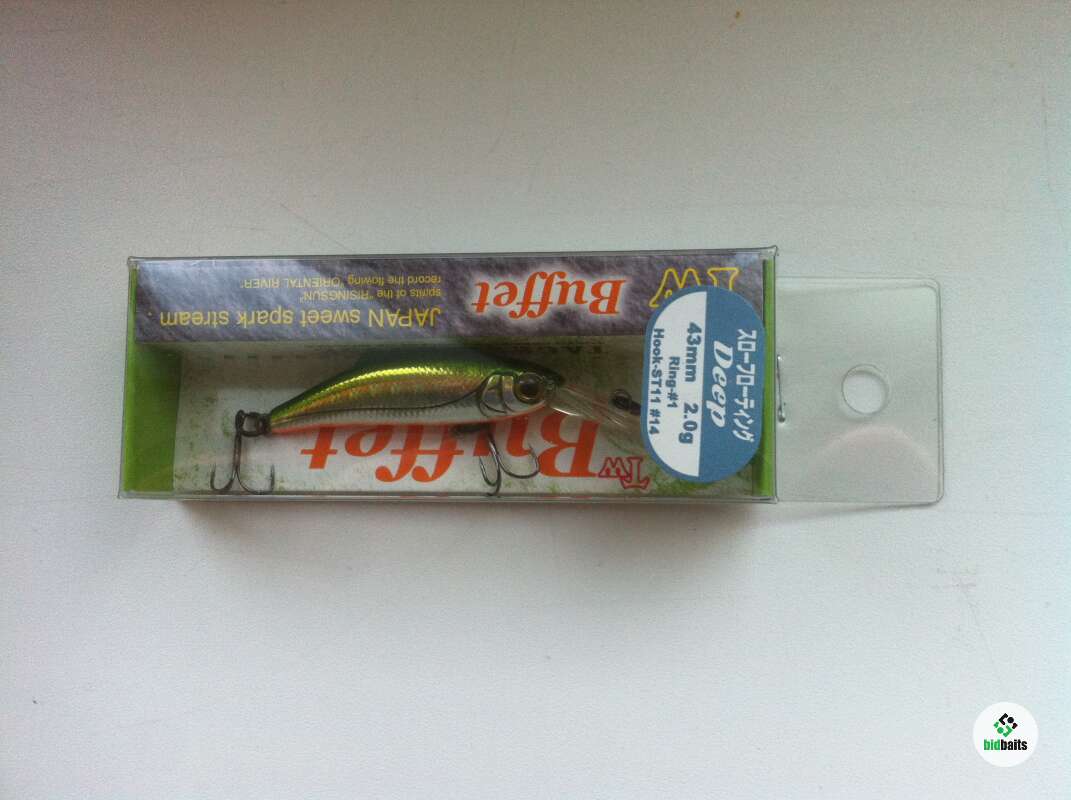 TW
Buffet
JAPAN sweet spark stream .
spirits of the "RISINGSUN"
record the flowing "ORIENTAL RIVER"
スローフローティング
Deep
43mm 2.0g
Ring-#1
Hook-ST11 #14
TW
Buffet
bidbaits